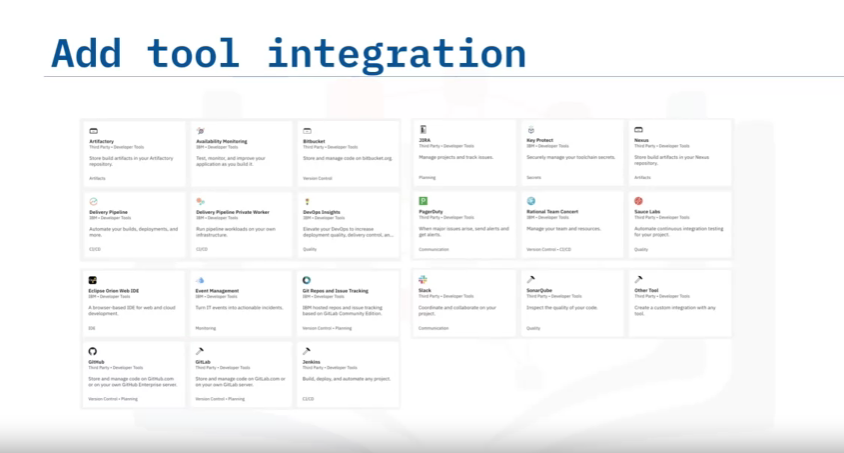 Add tool integration
Artifactory
Third Party • Developer Tools
Store build artifacts in your Artifactory
repository.
Artifacts
Availability Monitoring
IBM • Developer Tools
Test, monitor, and improve your
application as you build it.
Bitbucket
Third Party • Developer Tools
Store and manage code on bitbucket.org.
Version Control
Delivery Pipeline
IBM • Developer Tools
Automate your builds, deployments, and
more.
CI/CD
Delivery Pipeline Private Worker
IBM • Developer Tools
Run pipeline workloads on your own
infrastructure.
CI/CD
DevOps Insights
IBM • Developer Tools
Elevate your DevOps to increase
deployment quality, delivery control, an...
Quality
Eclipse Orion Web IDE
IBM • Developer Tools
A browser-based IDE for web and cloud
development.
IDE
Event Management
IBM • Developer Tools
Turn IT events into actionable incidents.
Monitoring
Git Repos and Issue Tracking
IBM • Developer Tools
IBM-hosted repos and issue tracking
based on GitLab Community Edition.
Version Control • Planning
GitHub
Third Party • Developer Tools
Store and manage code on GitHub.com
or on your own GitHub Enterprise server.
Version Control • Planning
GitLab
Third Party • Developer Tools
Store and manage code on GitLab.com or
on your own GitLab server.
Version Control • Planning
Jenkins
Third Party • Developer Tools
Build, deploy, and automate any project.
CI/CD
JIRA
Third Party • Developer Tools
Manage projects and track issues.
Planning
Key Protect
IBM • Developer Tools
Securely manage your toolchain secrets.
Secrets
Nexus
Third Party • Developer Tools
Store build artifacts in your Nexus
repository.
Artifacts
PagerDuty
Third Party • Developer Tools
When major issues arise, send alerts and
get alerts.
Communication
Rational Team Concert
IBM • Developer Tools
Manage your team and resources.
Version Control • CI/CD
Sauce Labs
Third Party • Developer Tools
Automate continuous integration testing
for your project.
Quality
Slack
Third Party • Developer Tools
Coordinate and collaborate on your
project.
Communication
SonarQube
Third Party • Developer Tools
Inspect the quality of your code.
Quality
Other Tool
Third Party • Developer Tools
Create a custom integration with any
tool.